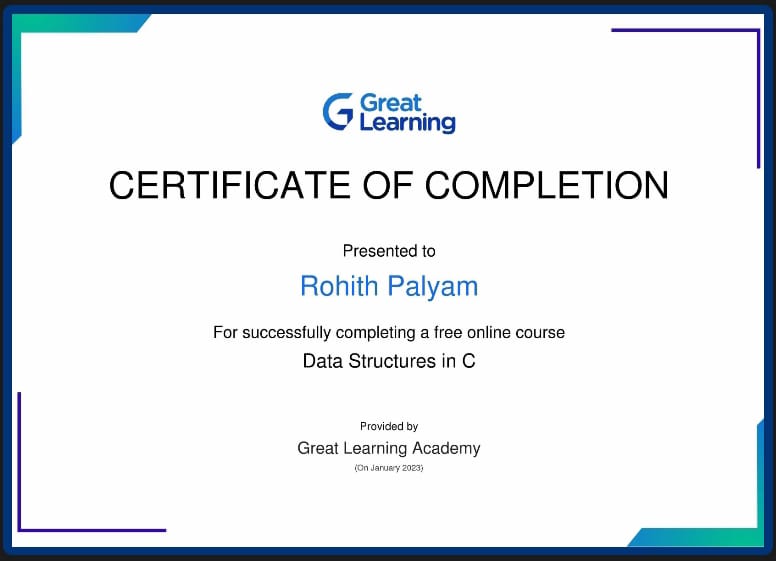 Great
Learning
CERTIFICATE OF COMPLETION
Presented to
Rohith Palyam
For successfully completing a free online course
Data Structures in C
Provided by
Great Learning Academy
(On January 2023)